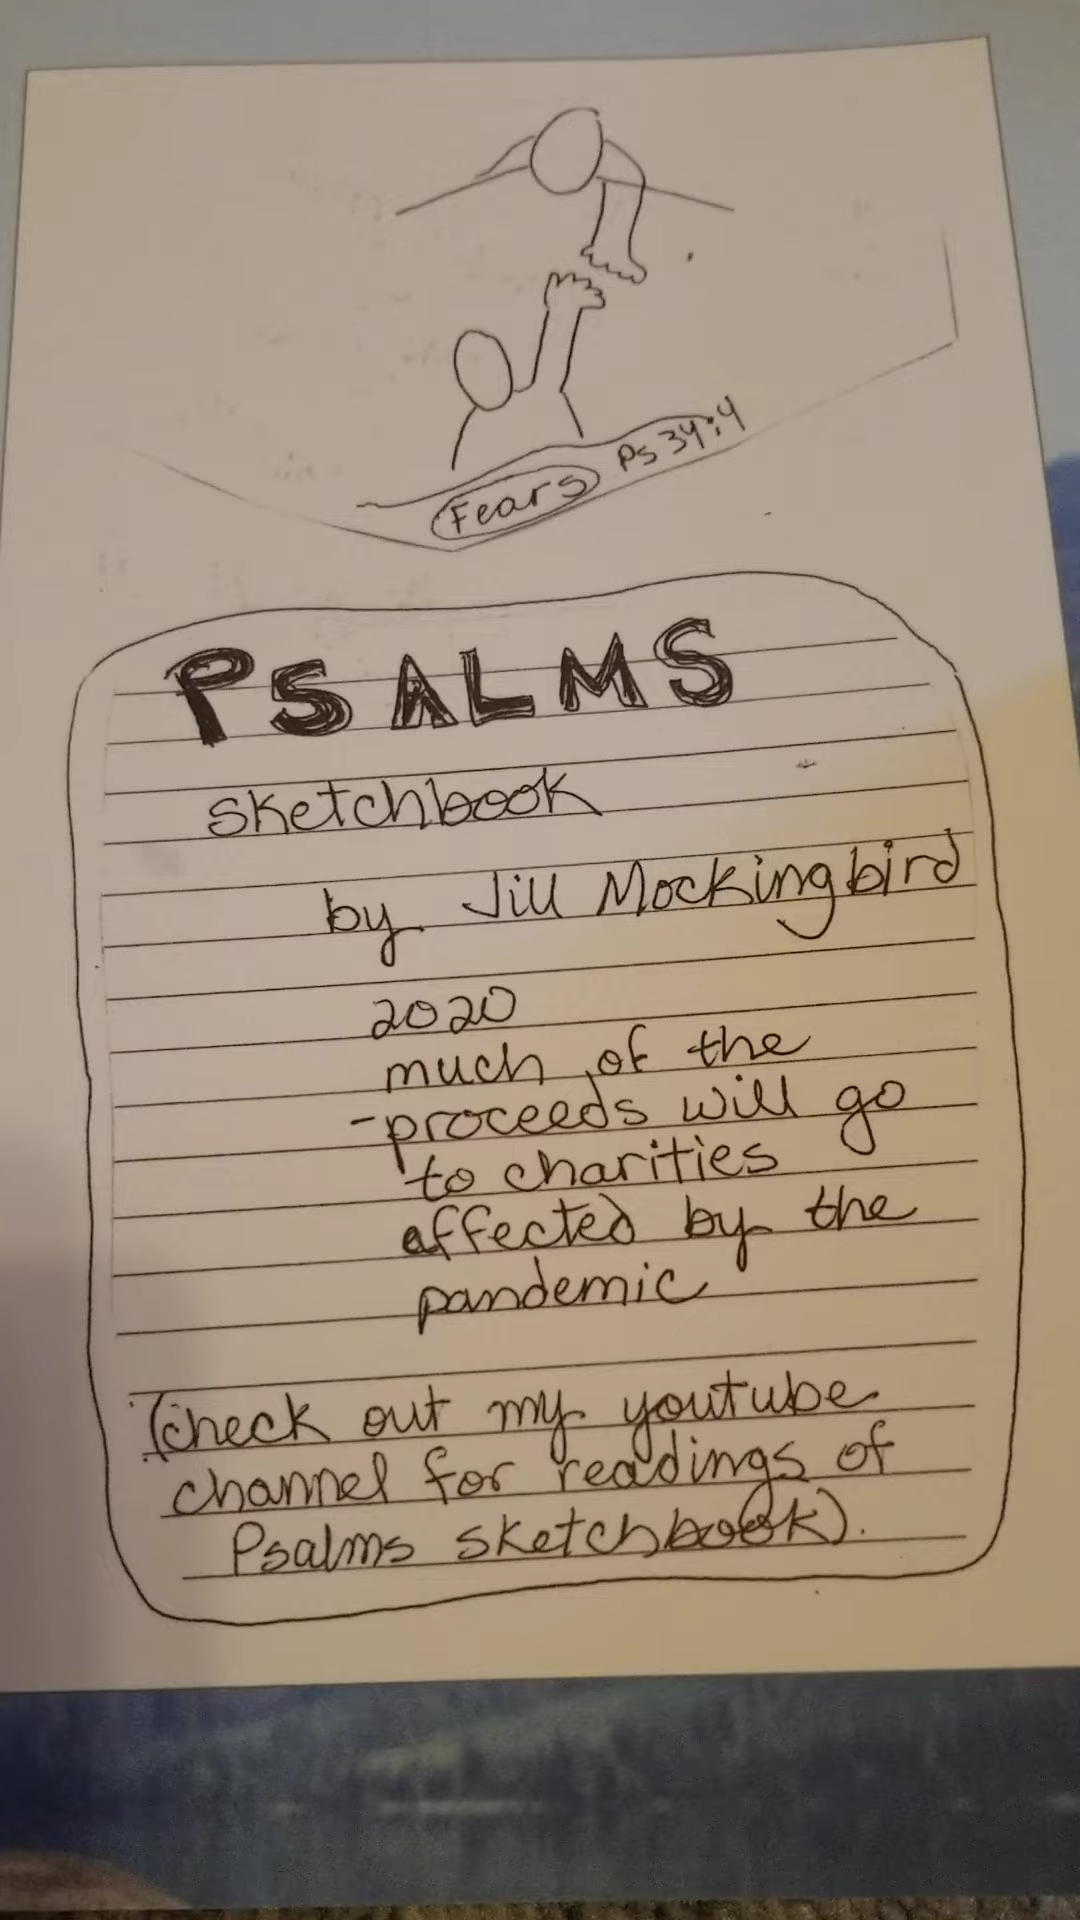 Fears Ps 34:4
PSALMS
sketchbook
by Jill Mockingbird
2020
much of the
-proceeds will go
to charities
affected by the
pandemic
(check out my youtube
channel for readings of
Psalms sketchbook).